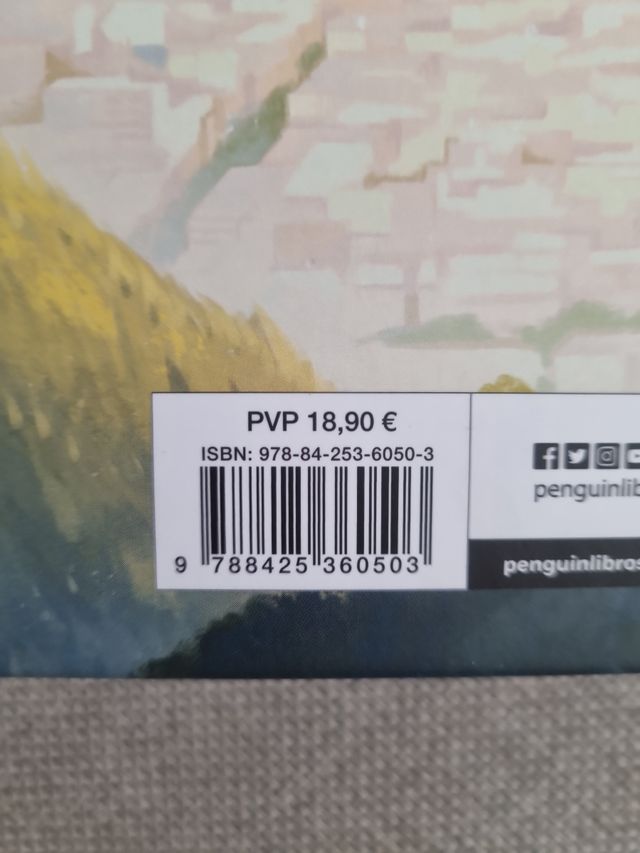 PVP 18,90 €
ISBN: 978-84-253-6050-3
9 788425 360503
penguinlib
penguinlibros